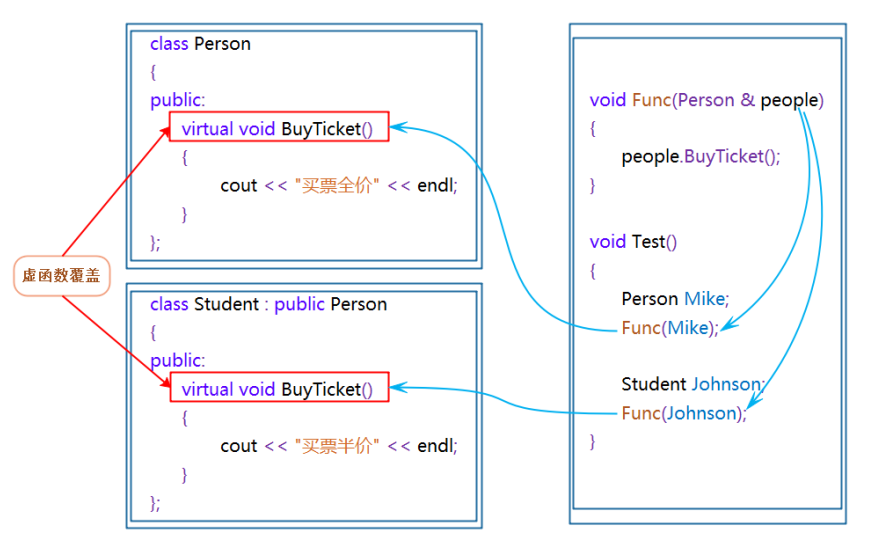 class Person
{
public:
virtual void BuyTicket()
{
cout << "买票全价" << endl;
}
};
虚函数覆盖
class Student : public Person
{
public:
virtual void BuyTicket()
{
cout << "买票半价" << endl;
}
};
void Func(Person & people)
{
people.BuyTicket();
}
void Test()
{
Person Mike;
Func(Mike);
Student Johnson;
Func(Johnson);
}